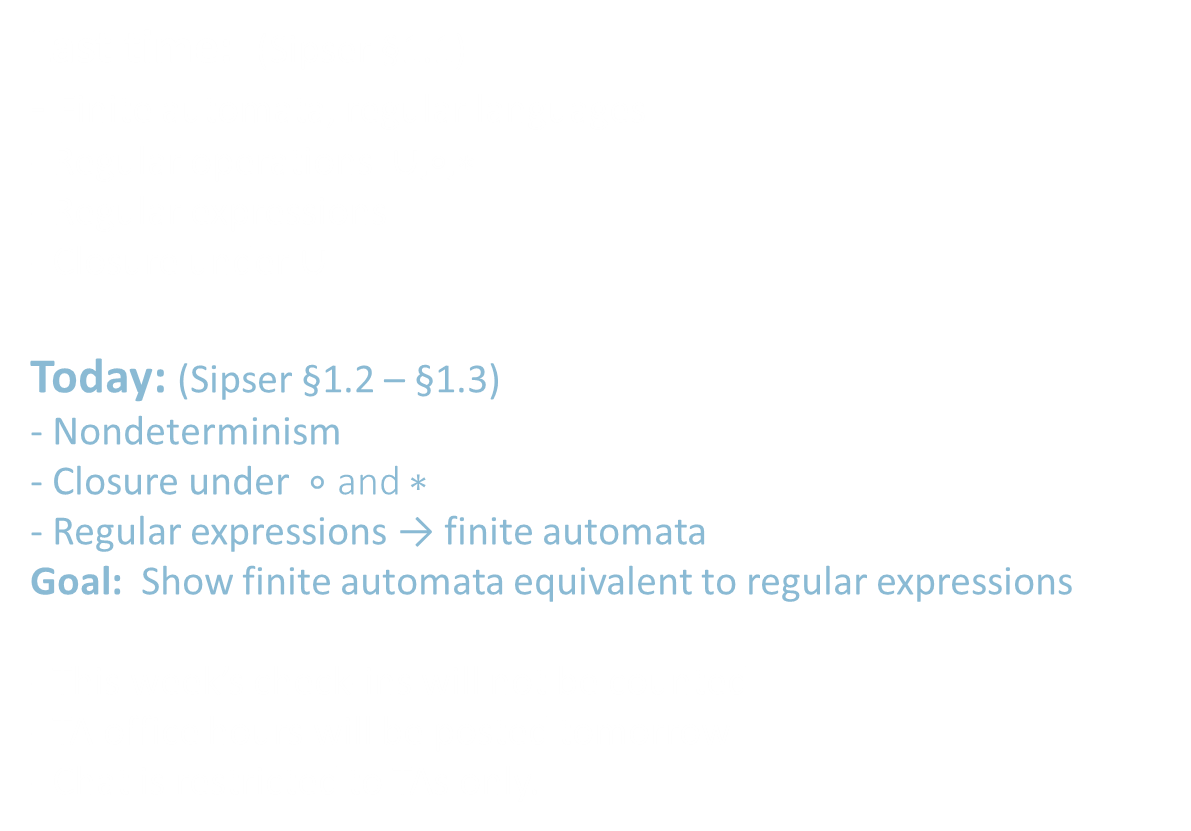 Today: (Sipser §1.2 – §1.3)
- Nondeterminism
- Closure under ∘ and ∗
- Regular expressions → finite automata
Goal: Show finite automata equivalent to regular expressions